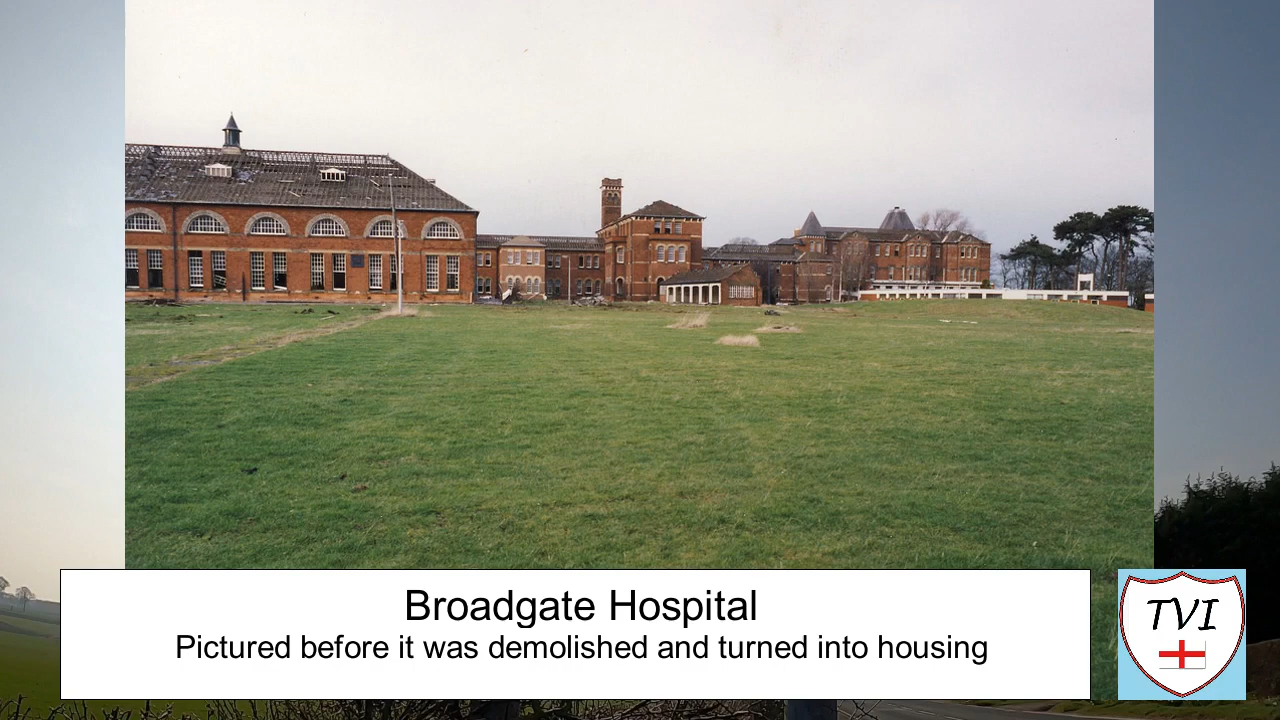 Broadgate Hospital
Pictured before it was demolished and turned into housing
TVI